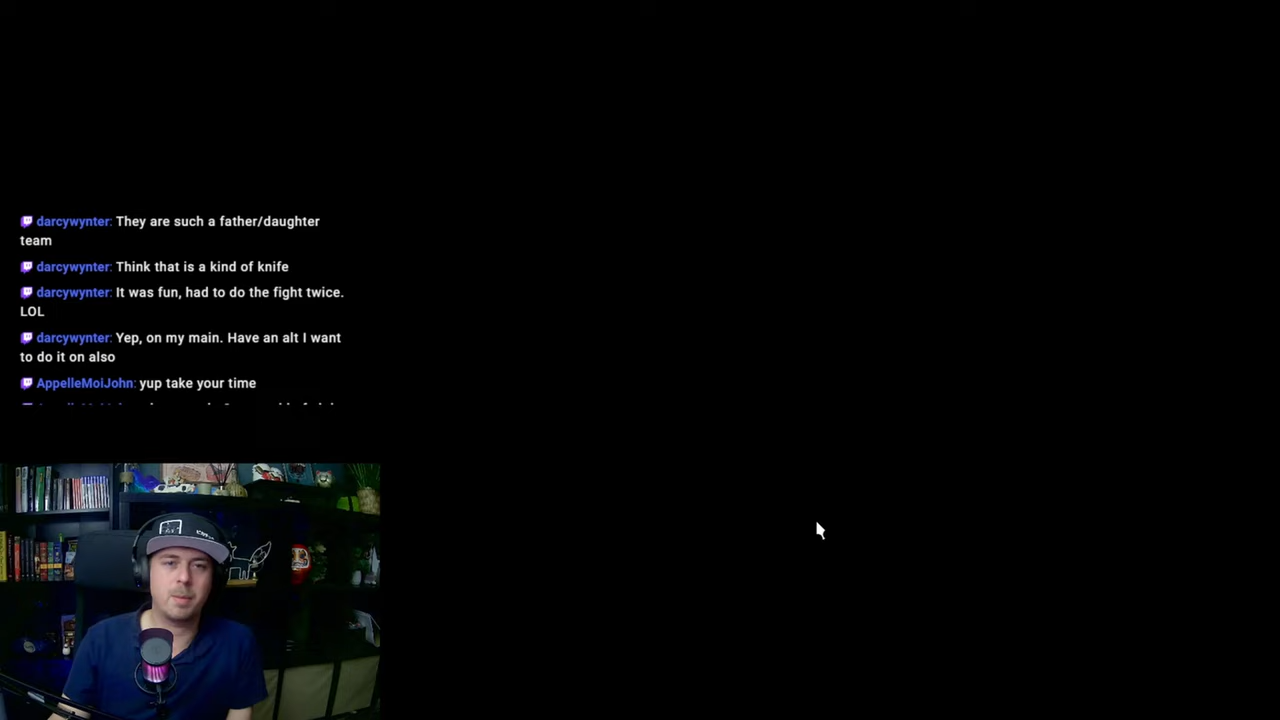 darcywynter: They are such a father/daughter
team
darcywynter: Think that is a kind of knife
darcywynter: It was fun, had to do the fight twice.
LOL
darcywynter: Yep, on my main. Have an alt I want
to do it on also
AppelleMoiJohn: yup take your time